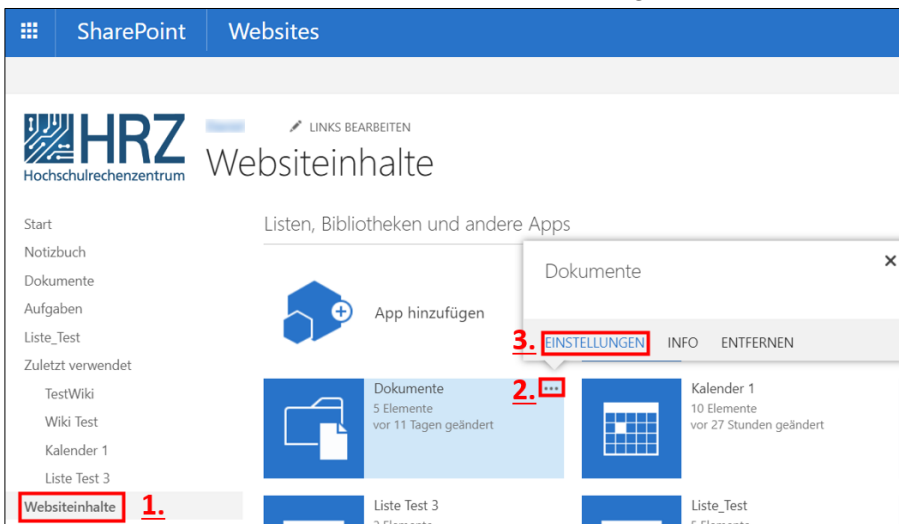 SharePoint Websites
HRZ
Hochschulrechenzentrum
LINKS BEARBEITEN
Websiteinhalte
Start
Notizbuch
Dokumente
Aufgaben
Liste_Test
Zuletzt verwendet
TestWiki
Wiki Test
Kalender 1
Liste Test 3
Websiteinhalte 1.
Listen, Bibliotheken und andere Apps
App hinzufügen
Dokumente
×
3. EINSTELLUNGEN INFO ENTFERNEN
2. ...
Dokumente
5 Elemente
vor 11 Tagen geändert
Kalender 1
10 Elemente
vor 27 Stunden geändert
Liste Test 3
Liste_Test